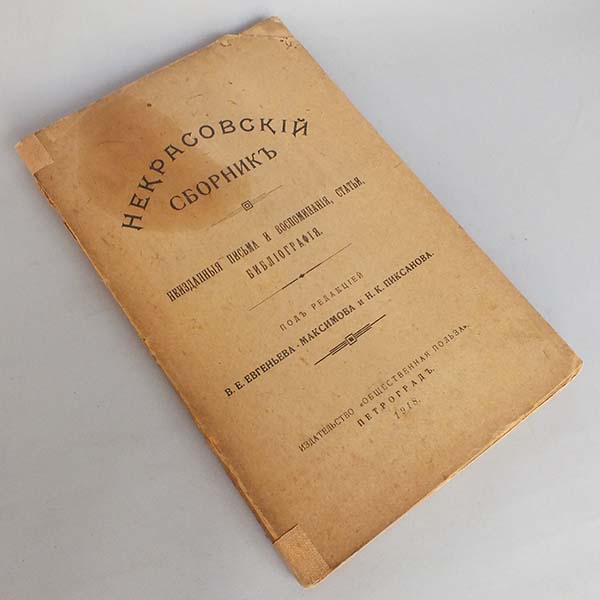 НЕКРАСОВСКІЙ
СБОРНИКЪ
НЕИЗДАННЫЯ ПИСЬМА И ВОСПОМИНАНІЯ, СТАТЬИ,
БИБЛІОГРАФІЯ.
ПОДЪ РЕДАКЦІЕЙ
В. Е. ЕВГЕНЬЕВА-МАКСИМОВА И Н. К. ПИКСАНОВА.
ИЗДАТЕЛЬСТВО «ОБЩЕСТВЕННАЯ ПОЛЬЗА»
ПЕТРОГРАДЪ.
1918.